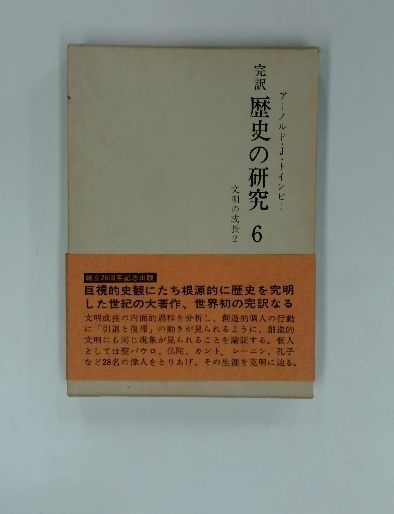 完訳 歴史の研究 6
アーノルド・J・トインビー
文明の成長2
創立20周年記念出版
巨視的史観にたち根源的に歴史を究明
した世紀の大著作、世界初の完訳なる
文明成長の内面的過程を分析し、創造的個人の行動
に「引退と復帰」の動きが見られるように、創造的
文明にも同じ現象が見られることを論証する。個人
としては聖パウロ、仏陀、カント、レーニン、孔子
など28名の偉人をとりあげ、その生涯を克明に辿る。